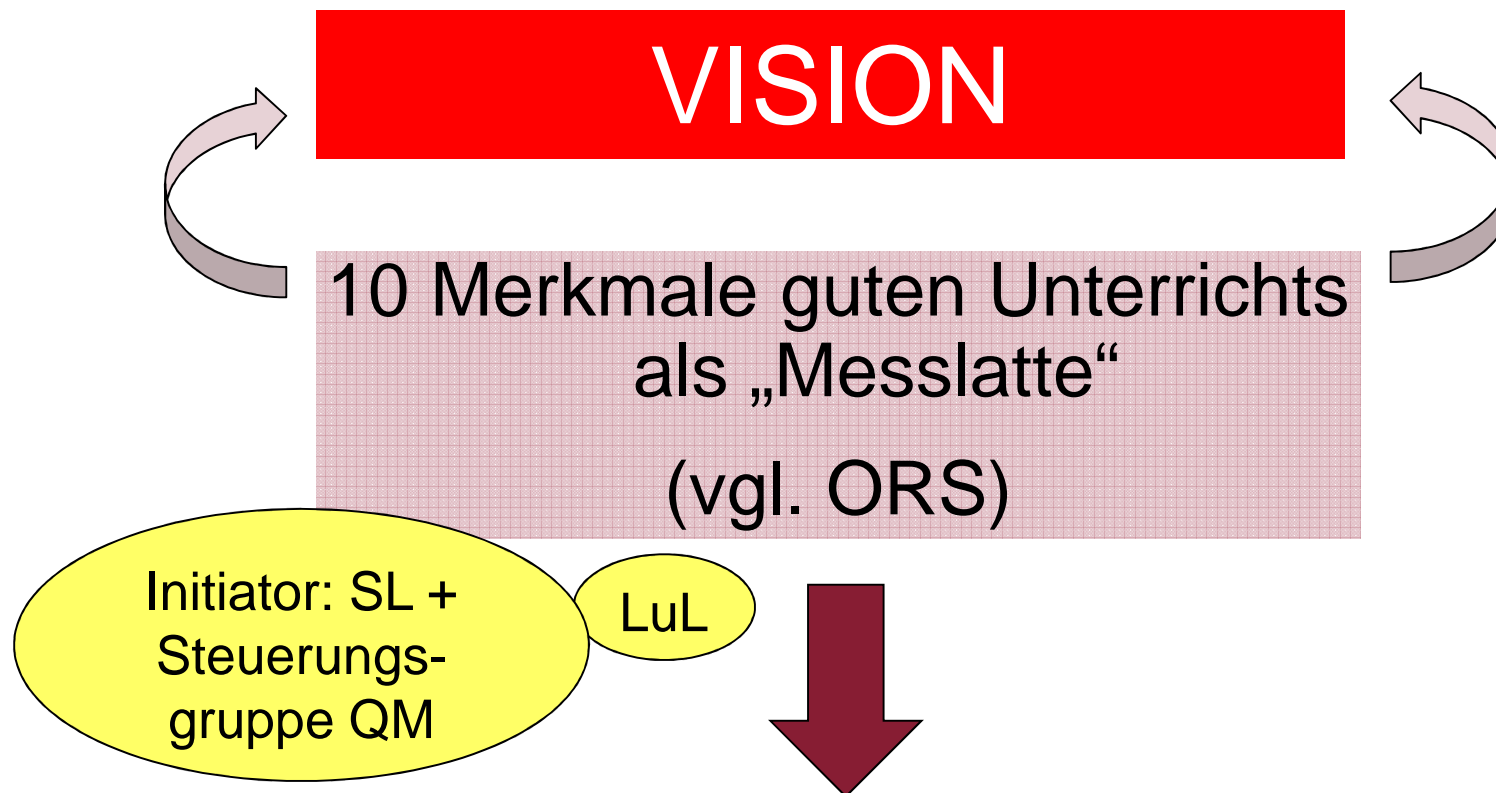 VISION
10 Merkmale guten Unterrichts
als „Messlatte“
(vgl. ORS)
Initiator: SL +
Steuerungs-
gruppe QM
LuL